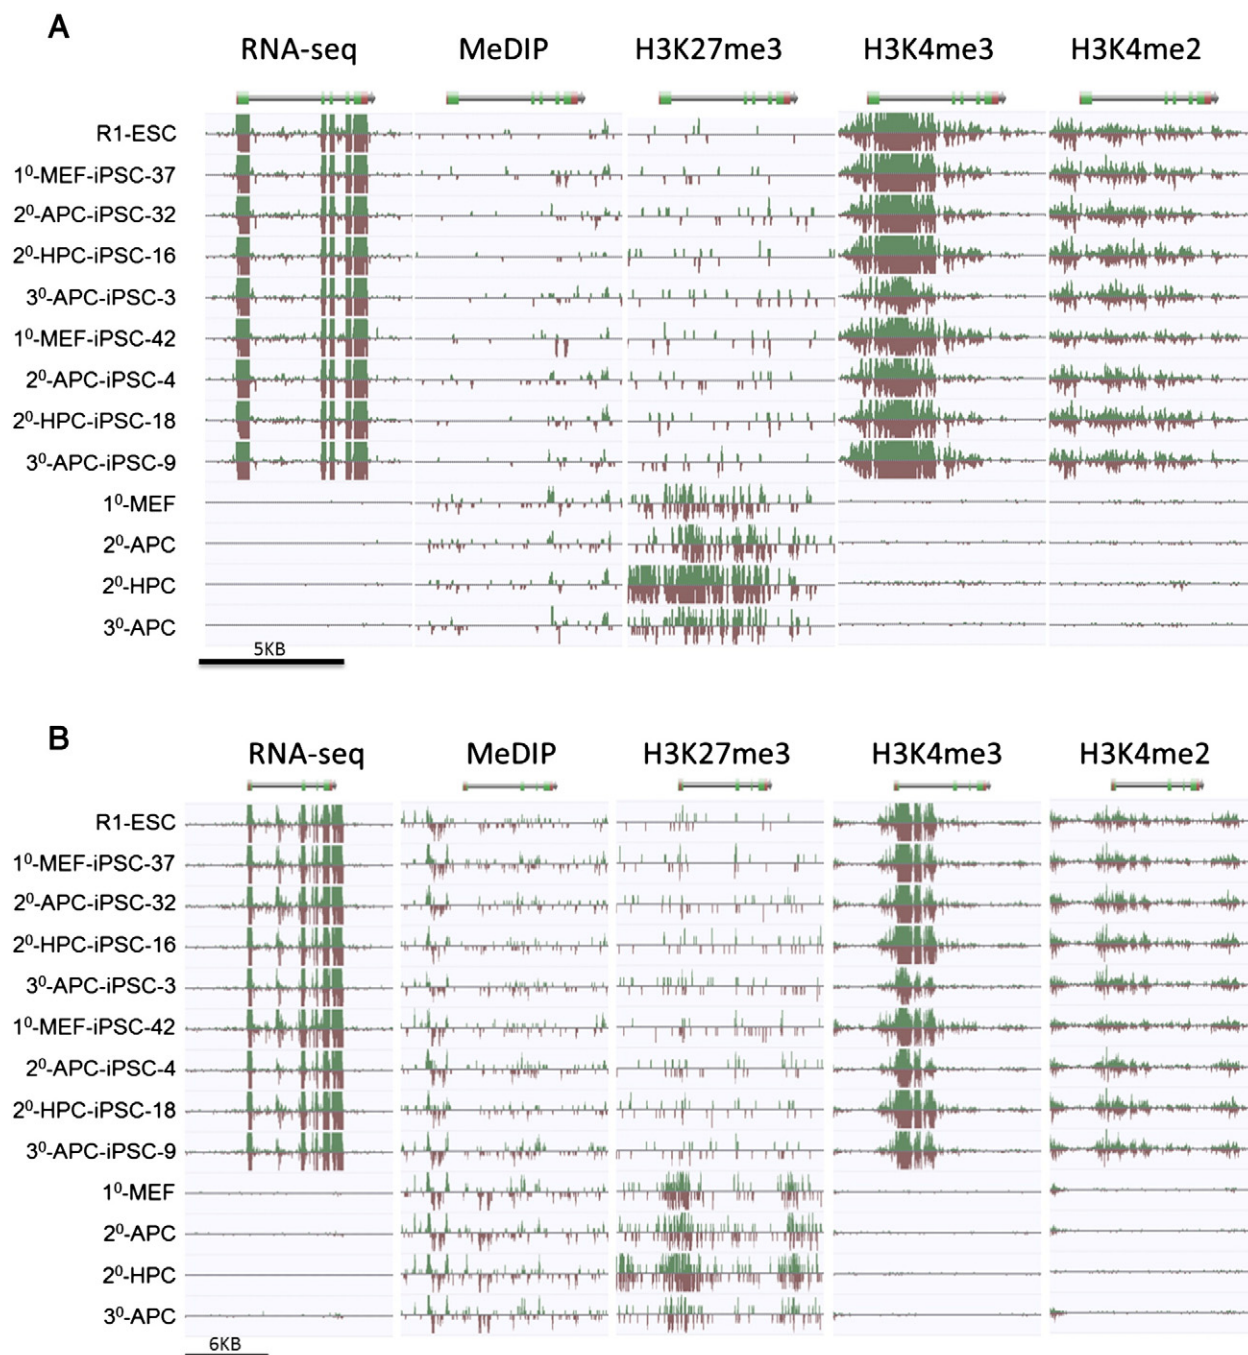 A
RNA-seq MeDIP H3K27me3 H3K4me3 H3K4me2
R1-ESC
1⁰-MEF-iPSC-37
2⁰-APC-iPSC-32
2⁰-HPC-iPSC-16
3⁰-APC-iPSC-3
1⁰-MEF-iPSC-42
2⁰-APC-iPSC-4
2⁰-HPC-iPSC-18
3⁰-APC-iPSC-9
1⁰-MEF
2⁰-APC
2⁰-HPC
3⁰-APC
5KB
B
RNA-seq MeDIP H3K27me3 H3K4me3 H3K4me2
R1-ESC
1⁰-MEF-iPSC-37
2⁰-APC-iPSC-32
2⁰-HPC-iPSC-16
3⁰-APC-iPSC-3
1⁰-MEF-iPSC-42
2⁰-APC-iPSC-4
2⁰-HPC-iPSC-18
3⁰-APC-iPSC-9
1⁰-MEF
2⁰-APC
2⁰-HPC
3⁰-APC
6KB